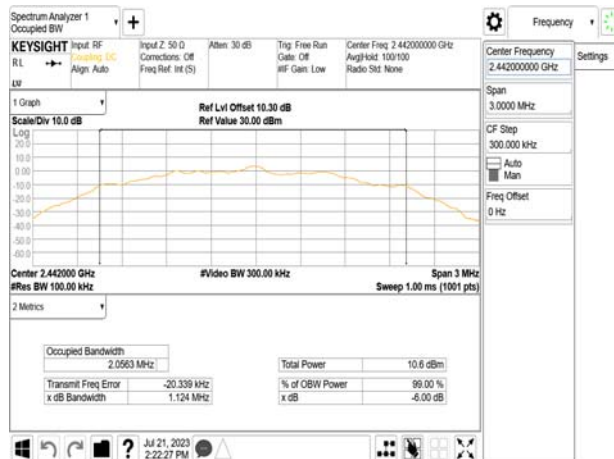 Spectrum Analyzer 1
Occupied BW
Frequency
KEYSIGHT
RL
Input: RF
Coupling: DC
Align: Auto
Input Z: 50 Ω
Corrections: Off
Freq Ref: Int (S)
Atten: 30 dB
Trig: Free Run
Gate: Off
#IF Gain: Low
Center Freq: 2.442000000 GHz
Avg|Hold: 100/100
Radio Std: None
Center Frequency
2.442000000 GHz
Settings
Span
3.0000 MHz
CF Step
300.000 kHz
Auto
Man
Freq Offset
0 Hz
1 Graph
Scale/Div 10.0 dB
Ref Lvl Offset 10.30 dB
Ref Value 30.00 dBm
Log
20.0
10.0
0.00
-10.0
-20.0
-30.0
-40.0
-50.0
-60.0
Center 2.442000 GHz
#Video BW 300.00 kHz
Span 3 MHz
#Res BW 100.00 kHz
Sweep 1.00 ms (1001 pts)
2 Metrics
Occupied Bandwidth
2.0563 MHz
Total Power 10.6 dBm
Transmit Freq Error -20.339 kHz
% of OBW Power 99.00 %
x dB Bandwidth 1.124 MHz
x dB -6.00 dB
?
Jul 21, 2023
2:22:27 PM